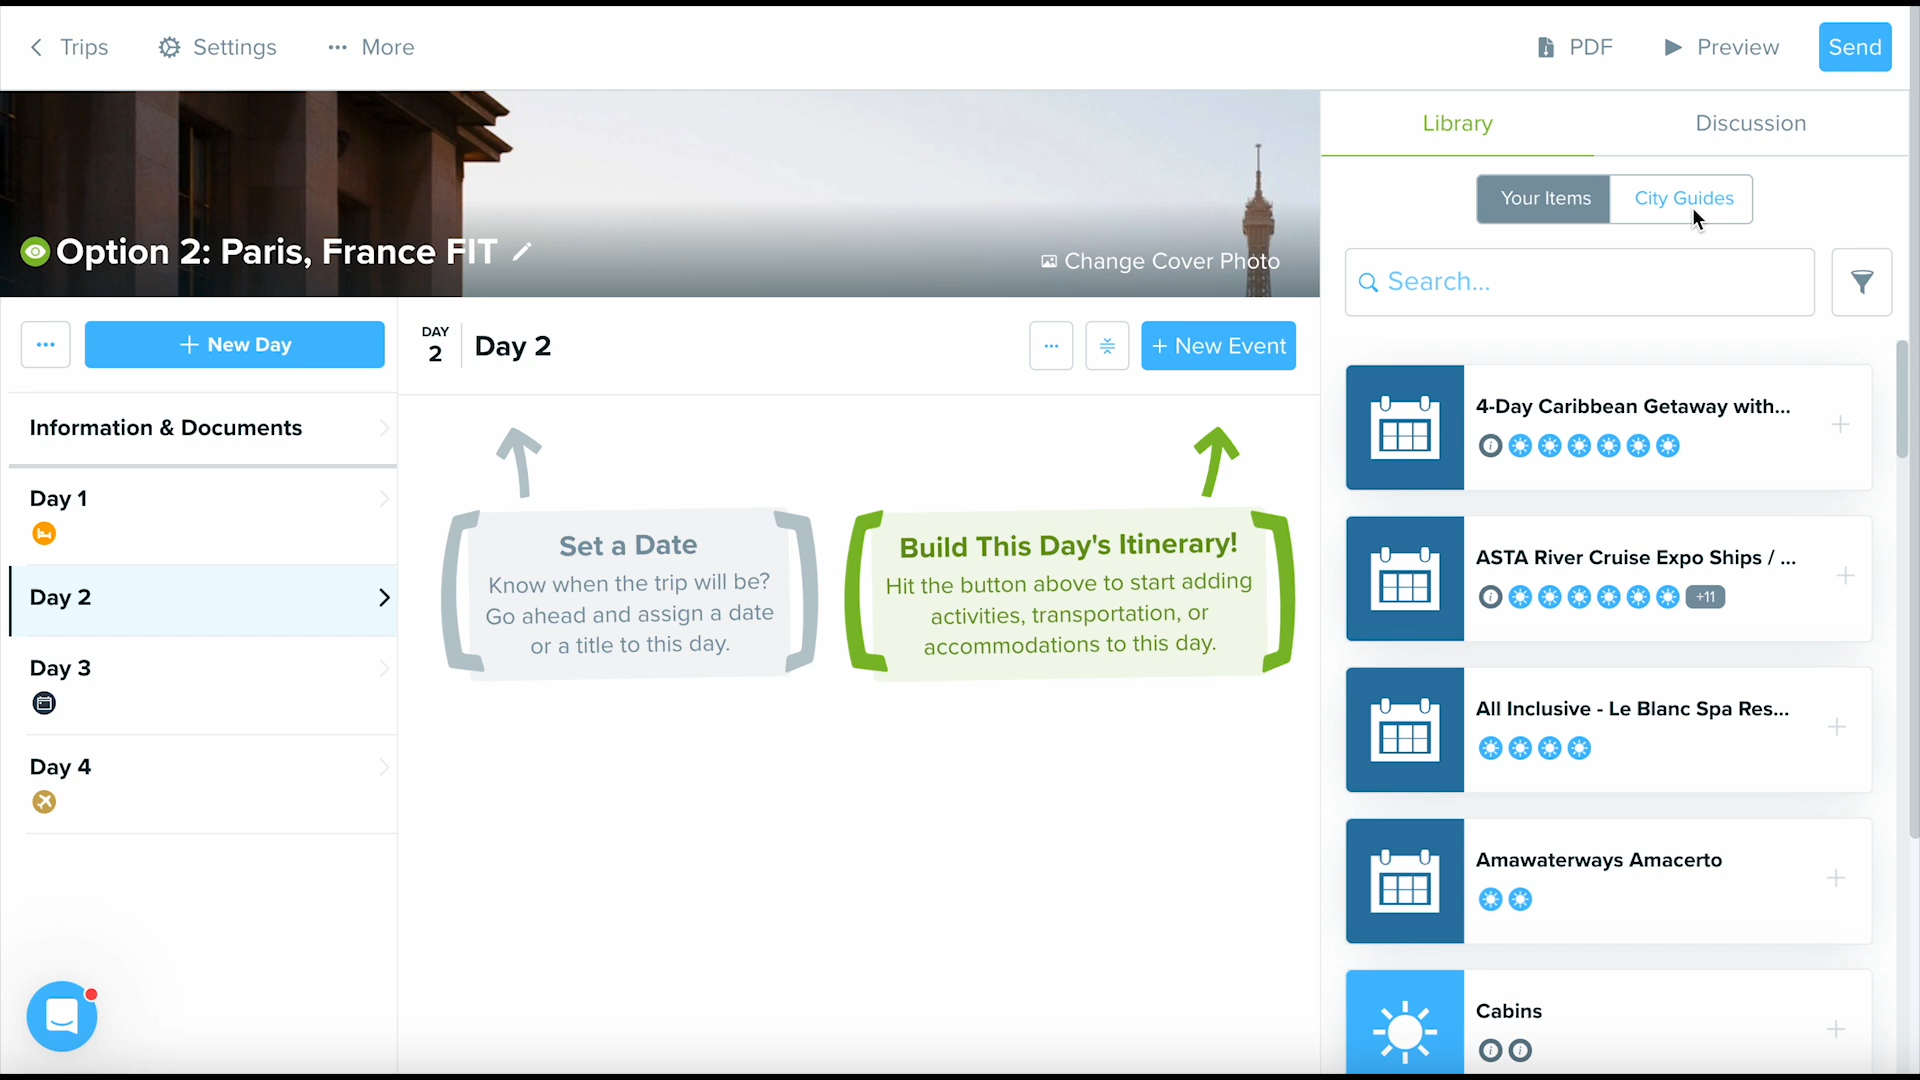 Trips
Settings
More
PDF
Preview
Send
Option 2: Paris, France FIT
Change Cover Photo
Library
Discussion
Your Items
City Guides
Search...
+ New Day
Information & Documents
Day 1
Day 2
Day 3
Day 4
DAY
2
Day 2
+ New Event
Set a Date
Know when the trip will be?
Go ahead and assign a date
or a title to this day.
Build This Day's Itinerary!
Hit the button above to start adding
activities, transportation, or
accommodations to this day.
4-Day Caribbean Getaway with...
ASTA River Cruise Expo Ships / ...
+11
All Inclusive - Le Blanc Spa Res...
Amawaterways Amacerto
Cabins